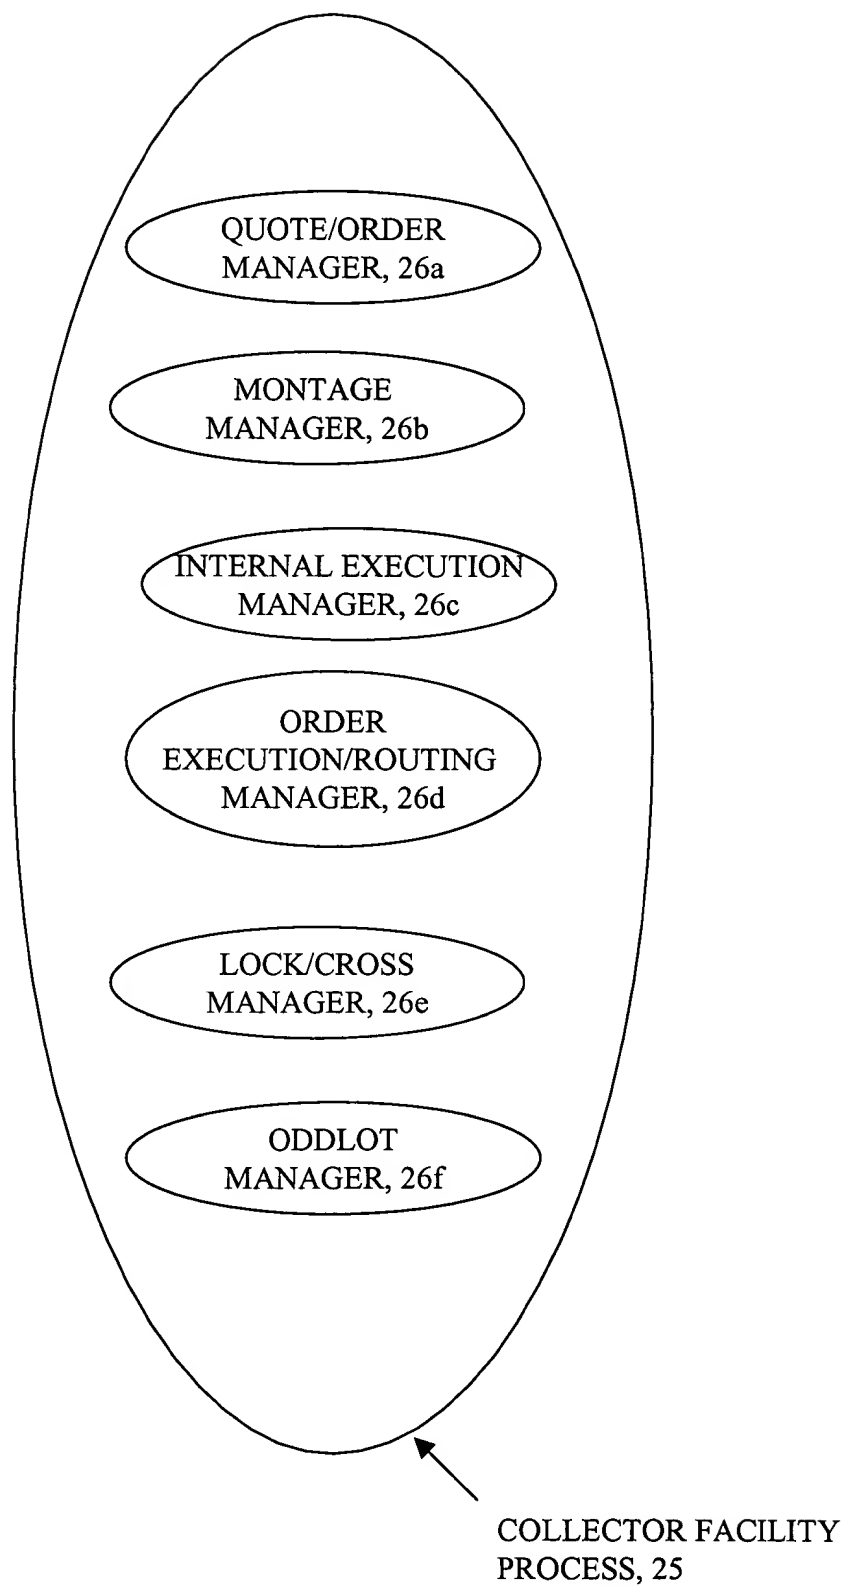 QUOTE/ORDER
MANAGER, 26a
MONTAGE
MANAGER, 26b
INTERNAL EXECUTION
MANAGER, 26c
ORDER
EXECUTION/ROUTING
MANAGER, 26d
LOCK/CROSS
MANAGER, 26e
ODDLOT
MANAGER, 26f
COLLECTOR FACILITY
PROCESS, 25